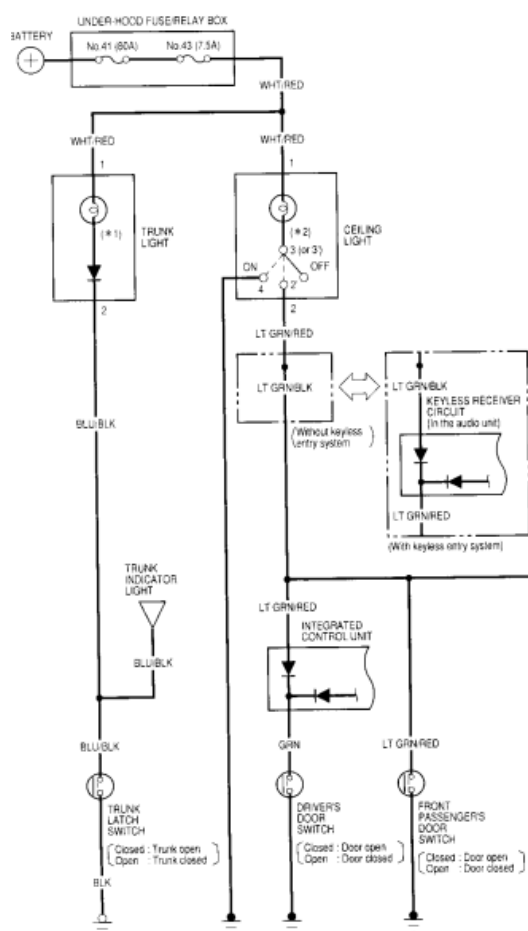 UNDER-HOOD FUSE/RELAY BOX
BATTERY
No.41 (80A)
No.43 (7.5A)
WHT/RED
WHT/RED
WHT/RED
1
1
(*1)
TRUNK
LIGHT
2
(*2)
CEILING
LIGHT
3 (or 3')
ON
OFF
4
2'
2
LT GRN/RED
LT GRN/BLK
(Without keyless
entry system)
LT GRN/BLK
KEYLESS RECEIVER
CIRCUIT
(In the audio unit)
LT GRN/RED
(With keyless entry system)
BLU/BLK
TRUNK
INDICATOR
LIGHT
BLU/BLK
LT GRN/RED
INTEGRATED
CONTROL UNIT
BLU/BLK
GRN
LT GRN/RED
TRUNK
LATCH
SWITCH
(Closed : Trunk open
Open : Trunk closed)
DRIVER'S
DOOR
SWITCH
(Closed : Door open
Open : Door closed)
FRONT
PASSENGER'S
DOOR
SWITCH
(Closed : Door open
Open : Door closed)
BLK